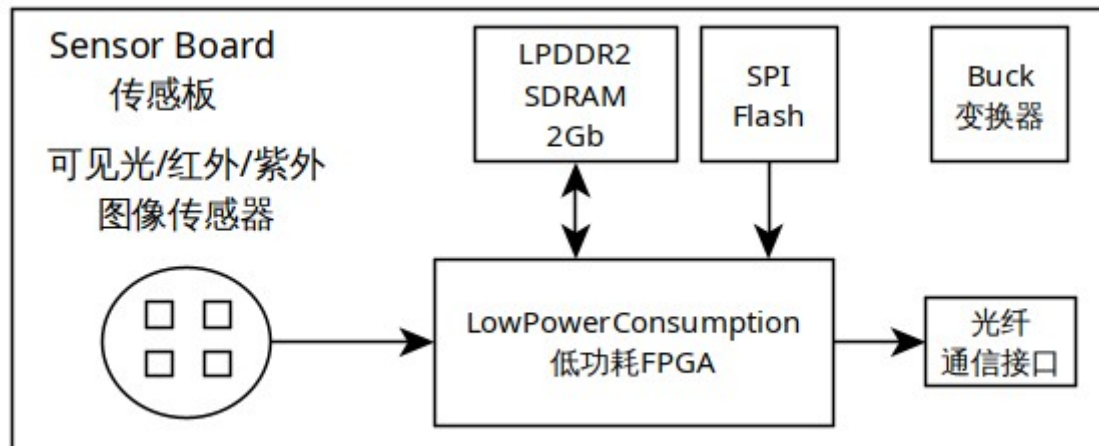 Sensor Board
传感板
可见光/红外/紫外
图像传感器
LPDDR2
SDRAM
2Gb
SPI
Flash
Buck
变换器
LowPowerConsumption
低功耗FPGA
光纤
通信接口